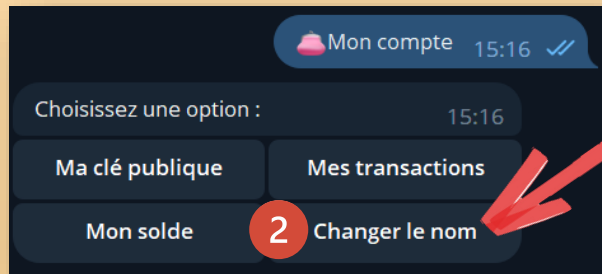 Mon compte 15:16
Choisissez une option :
15:16
Ma clé publique Mes transactions
Mon solde 2 Changer le nom